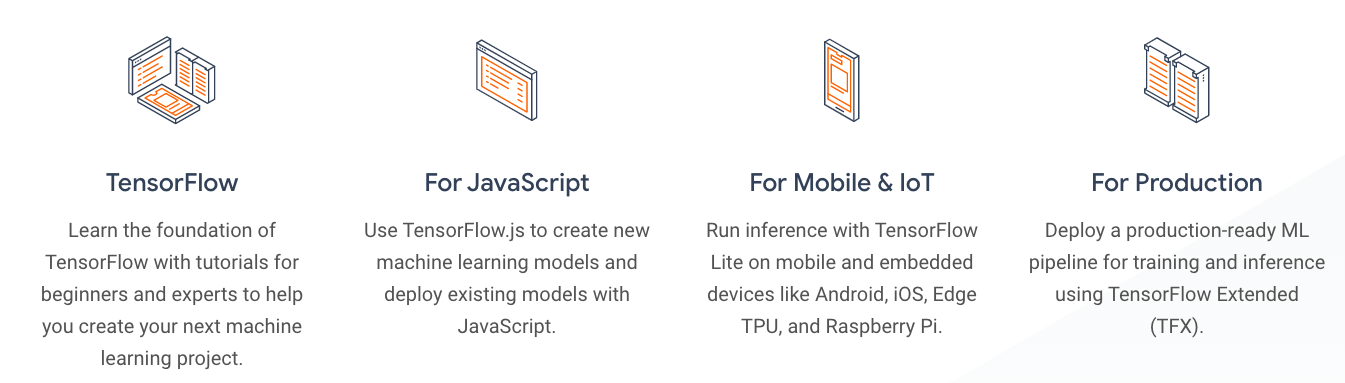 TensorFlow
Learn the foundation of
TensorFlow with tutorials for
beginners and experts to help
you create your next machine
learning project.
For JavaScript
Use TensorFlow.js to create new
machine learning models and
deploy existing models with
JavaScript.
For Mobile & IoT
Run inference with TensorFlow
Lite on mobile and embedded
devices like Android, iOS, Edge
TPU, and Raspberry Pi.
For Production
Deploy a production-ready ML
pipeline for training and inference
using TensorFlow Extended
(TFX).